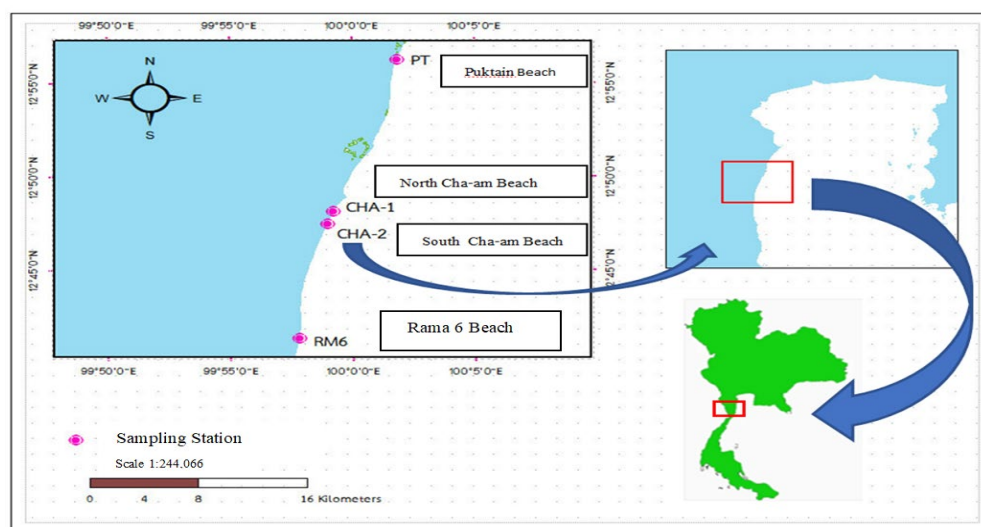 99°50'0"E 99°55'0"E 100°0'0"E 100°5'0"E
12°55'0"N
12°50'0"N
12°45'0"N
N
W E
S
PT
Puktain Beach
North Cha-am Beach
CHA-1
CHA-2
South Cha-am Beach
Rama 6 Beach
RM6
12°55'0"N
12°50'0"N
12°45'0"N
99°50'0"E 99°55'0"E 100°0'0"E 100°5'0"E
Sampling Station
Scale 1:244.066
0 4 8 16 Kilometers